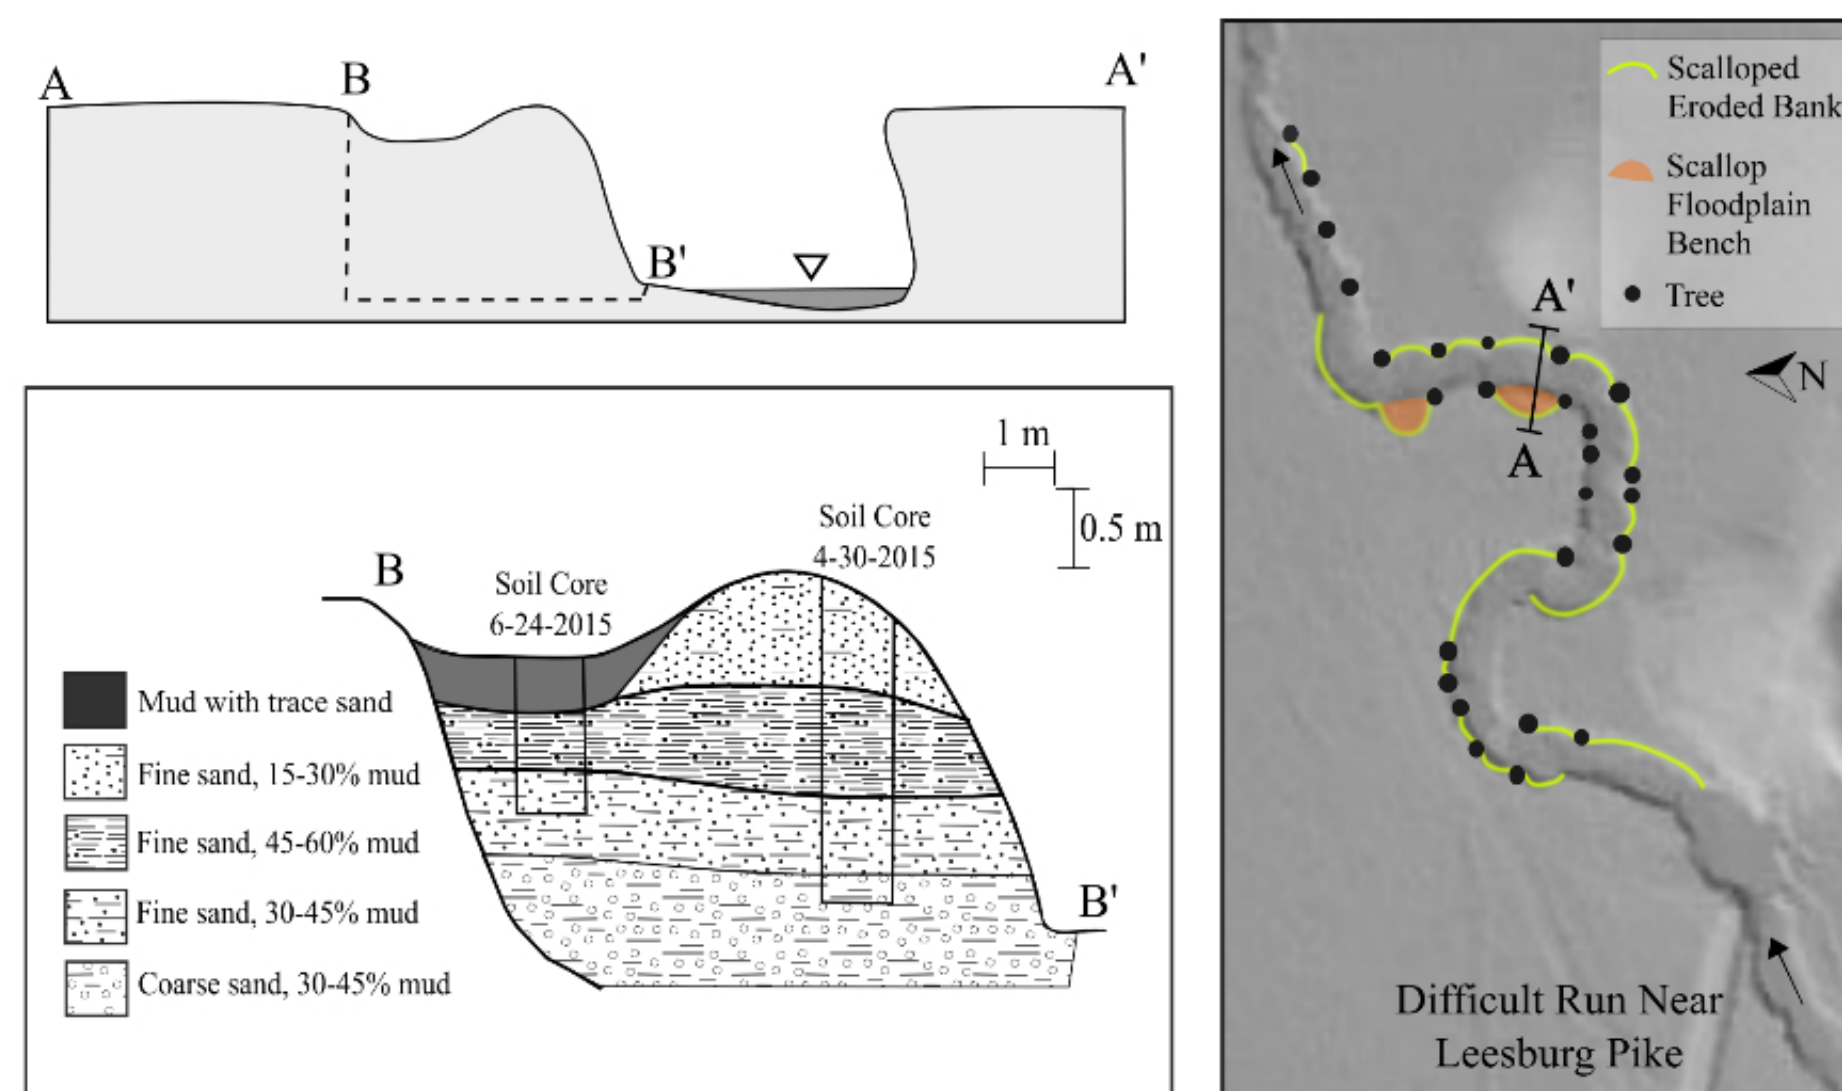 A
B
A'
B'
1 m
0.5 m
Soil Core
4-30-2015
B
Soil Core
6-24-2015
B'
Mud with trace sand
Fine sand, 15-30% mud
Fine sand, 45-60% mud
Fine sand, 30-45% mud
Coarse sand, 30-45% mud
Scalloped
Eroded Bank
Scallop
Floodplain
Bench
Tree
A'
N
A
Difficult Run Near
Leesburg Pike